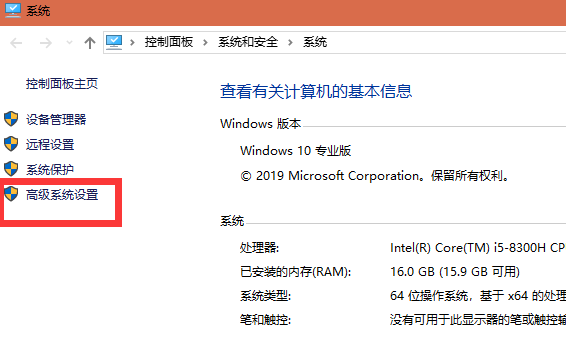 系统
控制面板 > 系统和安全 > 系统
控制面板主页
设备管理器
远程设置
系统保护
高级系统设置
查看有关计算机的基本信息
Windows 版本
Windows 10 专业版
© 2019 Microsoft Corporation。保留所有权利。
系统
处理器: Intel(R) Core(TM) i5-8300H CP
已安装的内存(RAM): 16.0 GB (15.9 GB 可用)
系统类型: 64 位操作系统，基于 x64 的处理
笔和触控: 没有可用于此显示器的笔或触控输